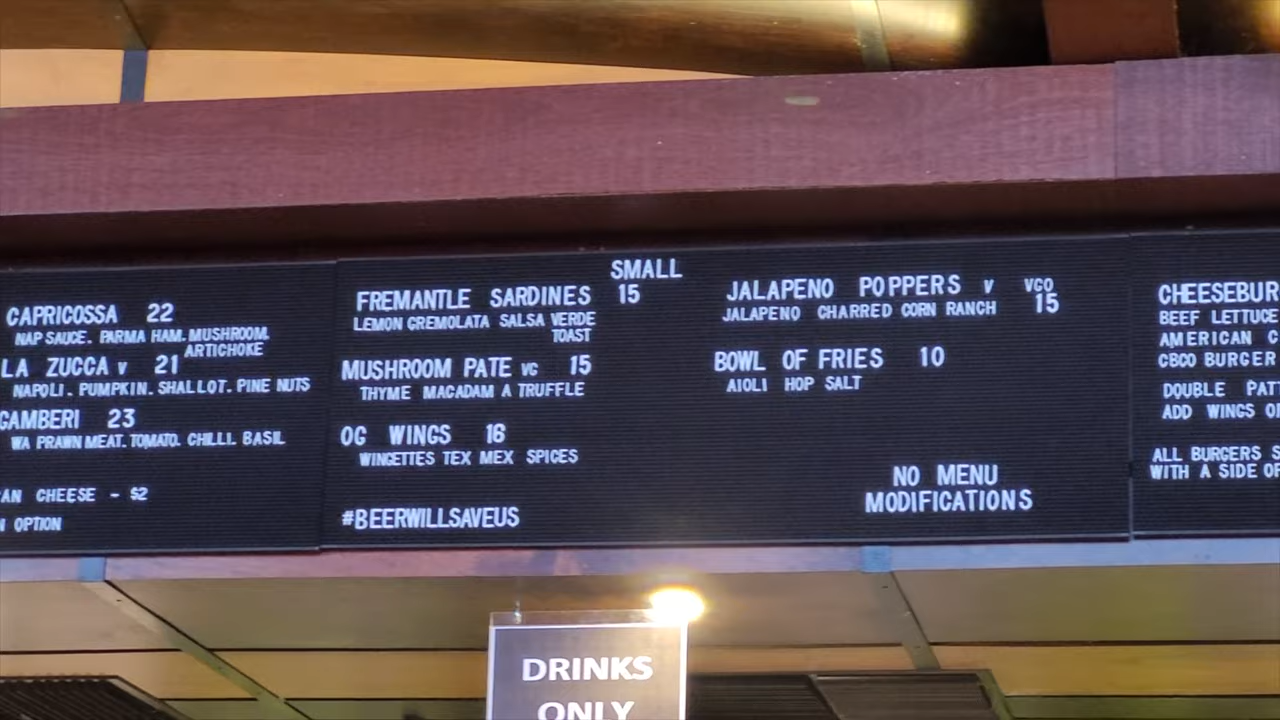 CAPRICOSSA 22
NAP SAUCE. PARMA HAM. MUSHROOM.
ARTICHOKE
LA ZUCCA V 21
NAPOLI. PUMPKIN. SHALLOT. PINE NUTS
GAMBERI 23
WA PRAWN MEAT. TOMATO. CHILLI. BASIL
AN CHEESE - $2
N OPTION
SMALL
FREMANTLE SARDINES 15
LEMON GREMOLATA SALSA VERDE
TOAST
MUSHROOM PATE VG 15
THYME MACADAM A TRUFFLE
OG WINGS 16
WINGETTES TEX MEX SPICES
#BEERWILLSAVEUS
JALAPENO POPPERS V VGO
JALAPENO CHARRED CORN RANCH 15
BOWL OF FRIES 10
AIOLI HOP SALT
NO MENU
MODIFICATIONS
CHEESEBUR
BEEF LETTUCE
AMERICAN C
CBCO BURGER
DOUBLE PAT
ADD WINGS O
ALL BURGERS S
WITH A SIDE OF
DRINKS
ONLY